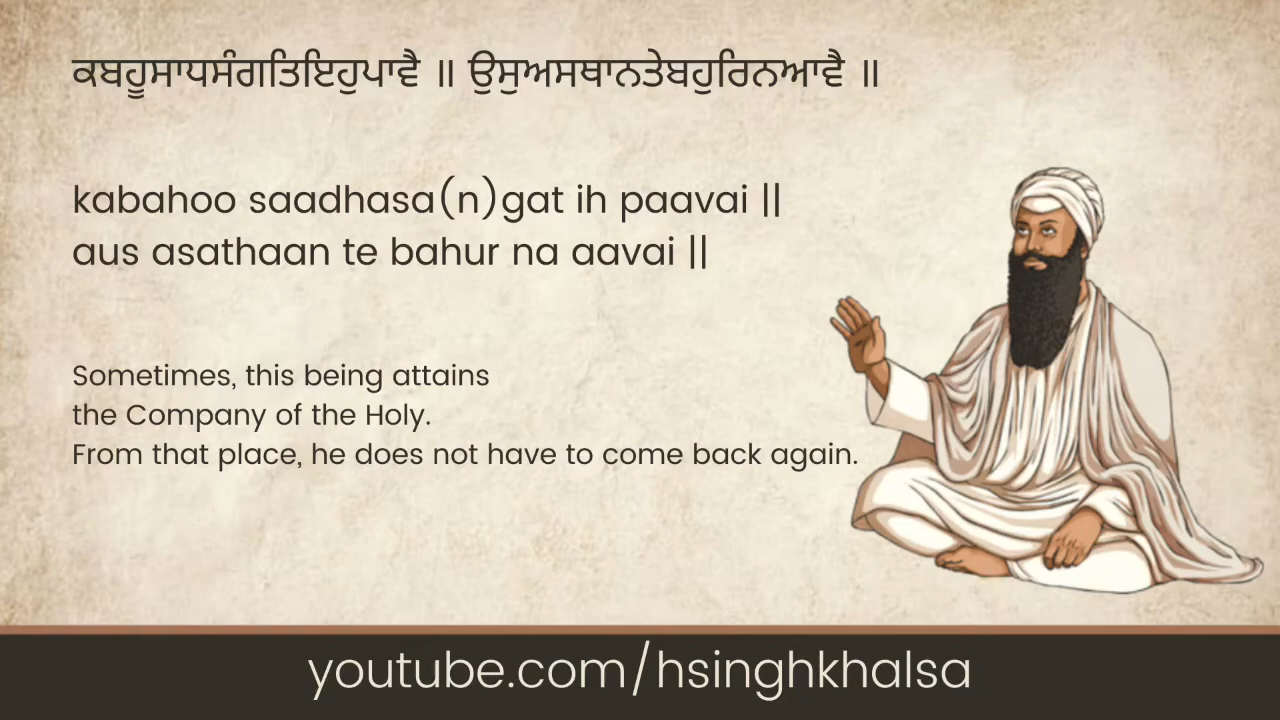 ਕਬਹੂਸਾਧਸੰਗਤਿਇਹੁਪਾਵੈ ॥ ਉਸੁਅਸਥਾਨਤੇਬਹੁਰਿਨਆਵੈ ॥
kabahoo saadhasa(n)gat ih paavai ||
aus asathaan te bahur na aavai ||
Sometimes, this being attains
the Company of the Holy.
From that place, he does not have to come back again.
youtube.com/hsinghkhalsa